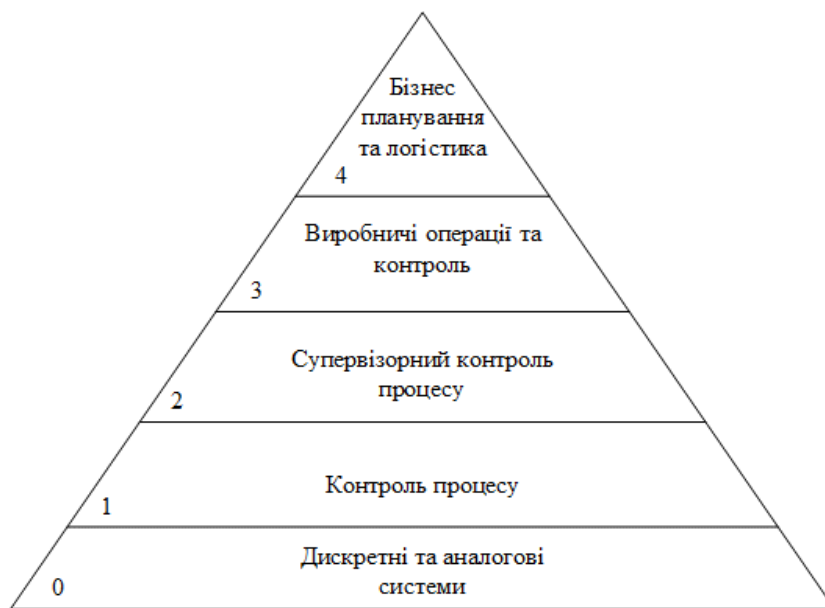 Бізнес
планування
та логістика
4
Виробничі операції та
контроль
3
Супервізорний контроль
процесу
2
Контроль процесу
1
Дискретні та аналогові
системи
0